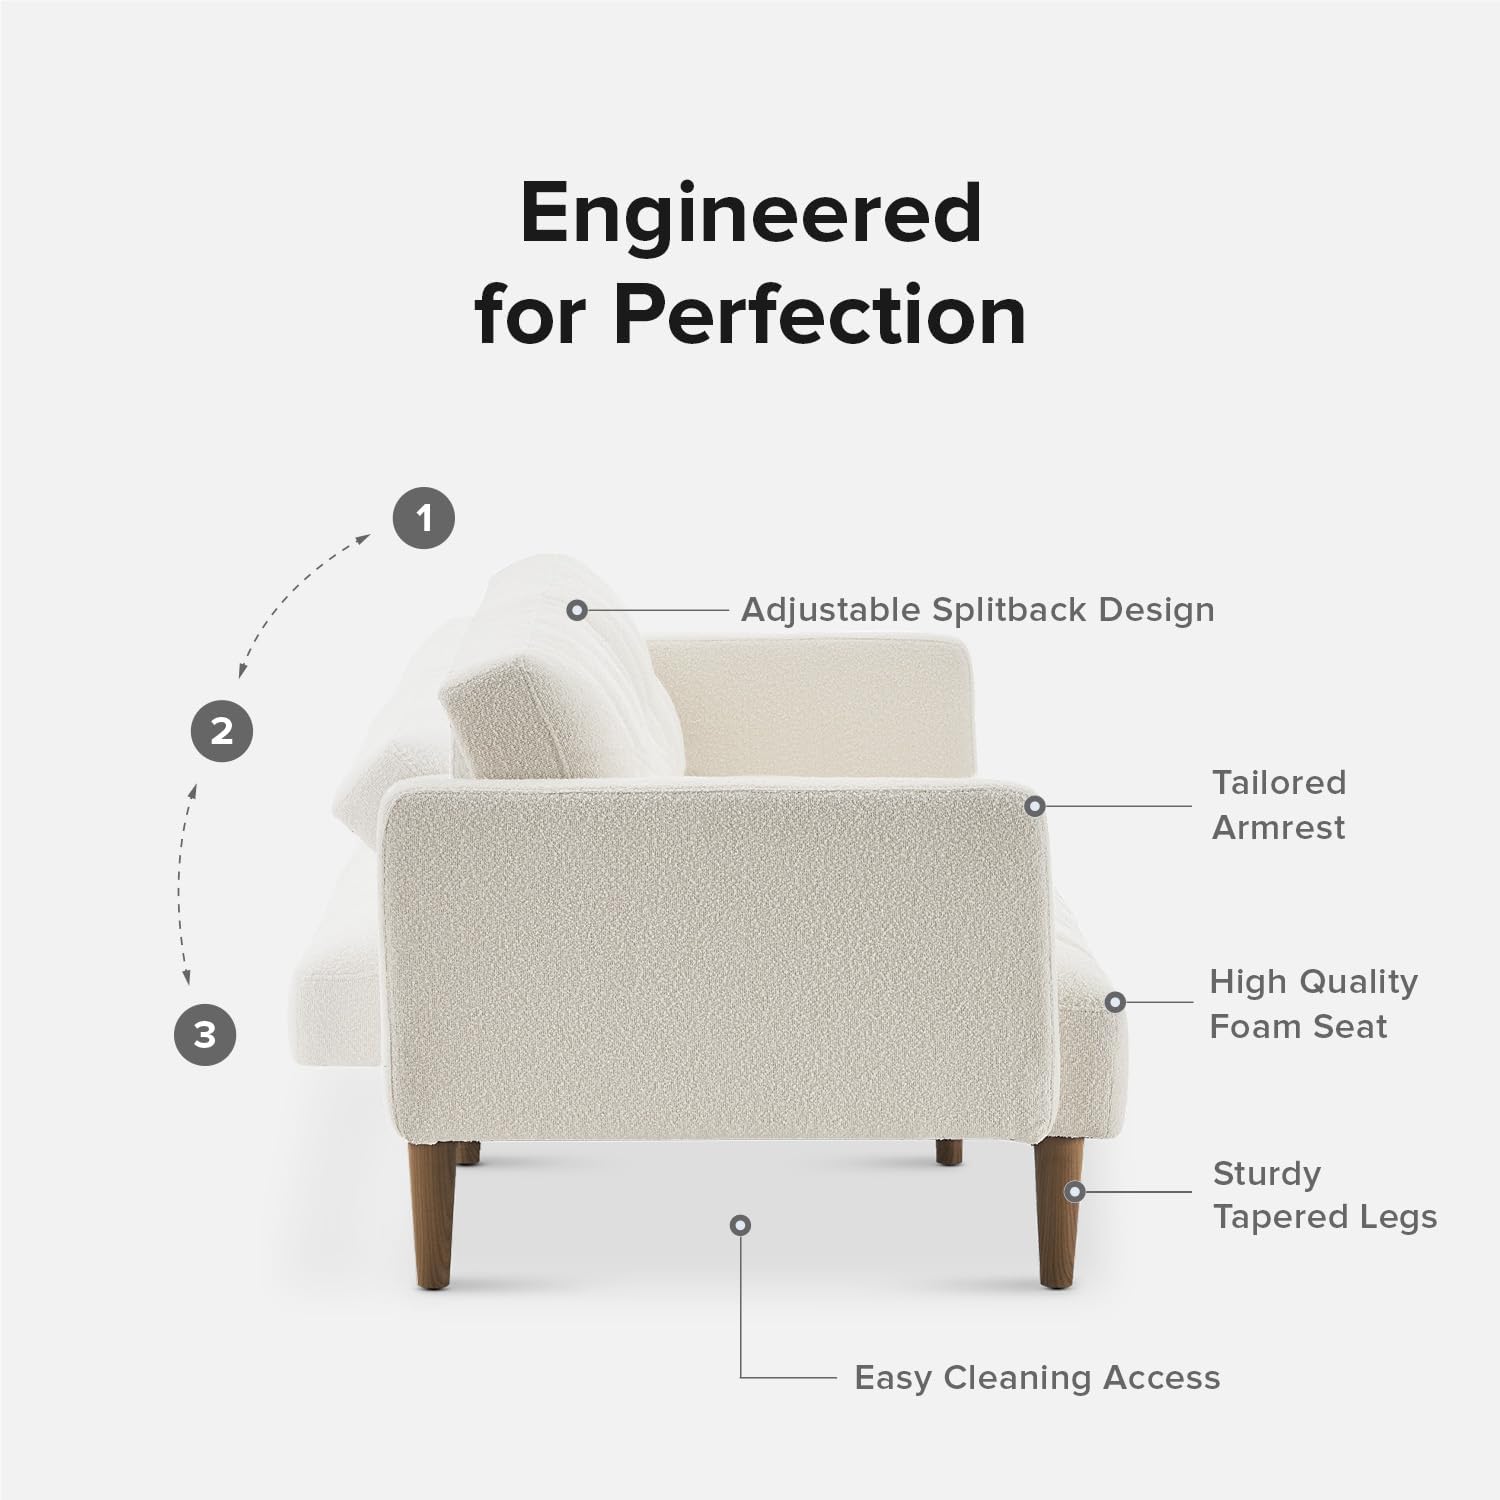 Engineered
for Perfection
1
Adjustable Splitback Design
2
Tailored
Armrest
High Quality
Foam Seat
3
Sturdy
Tapered Legs
Easy Cleaning Access